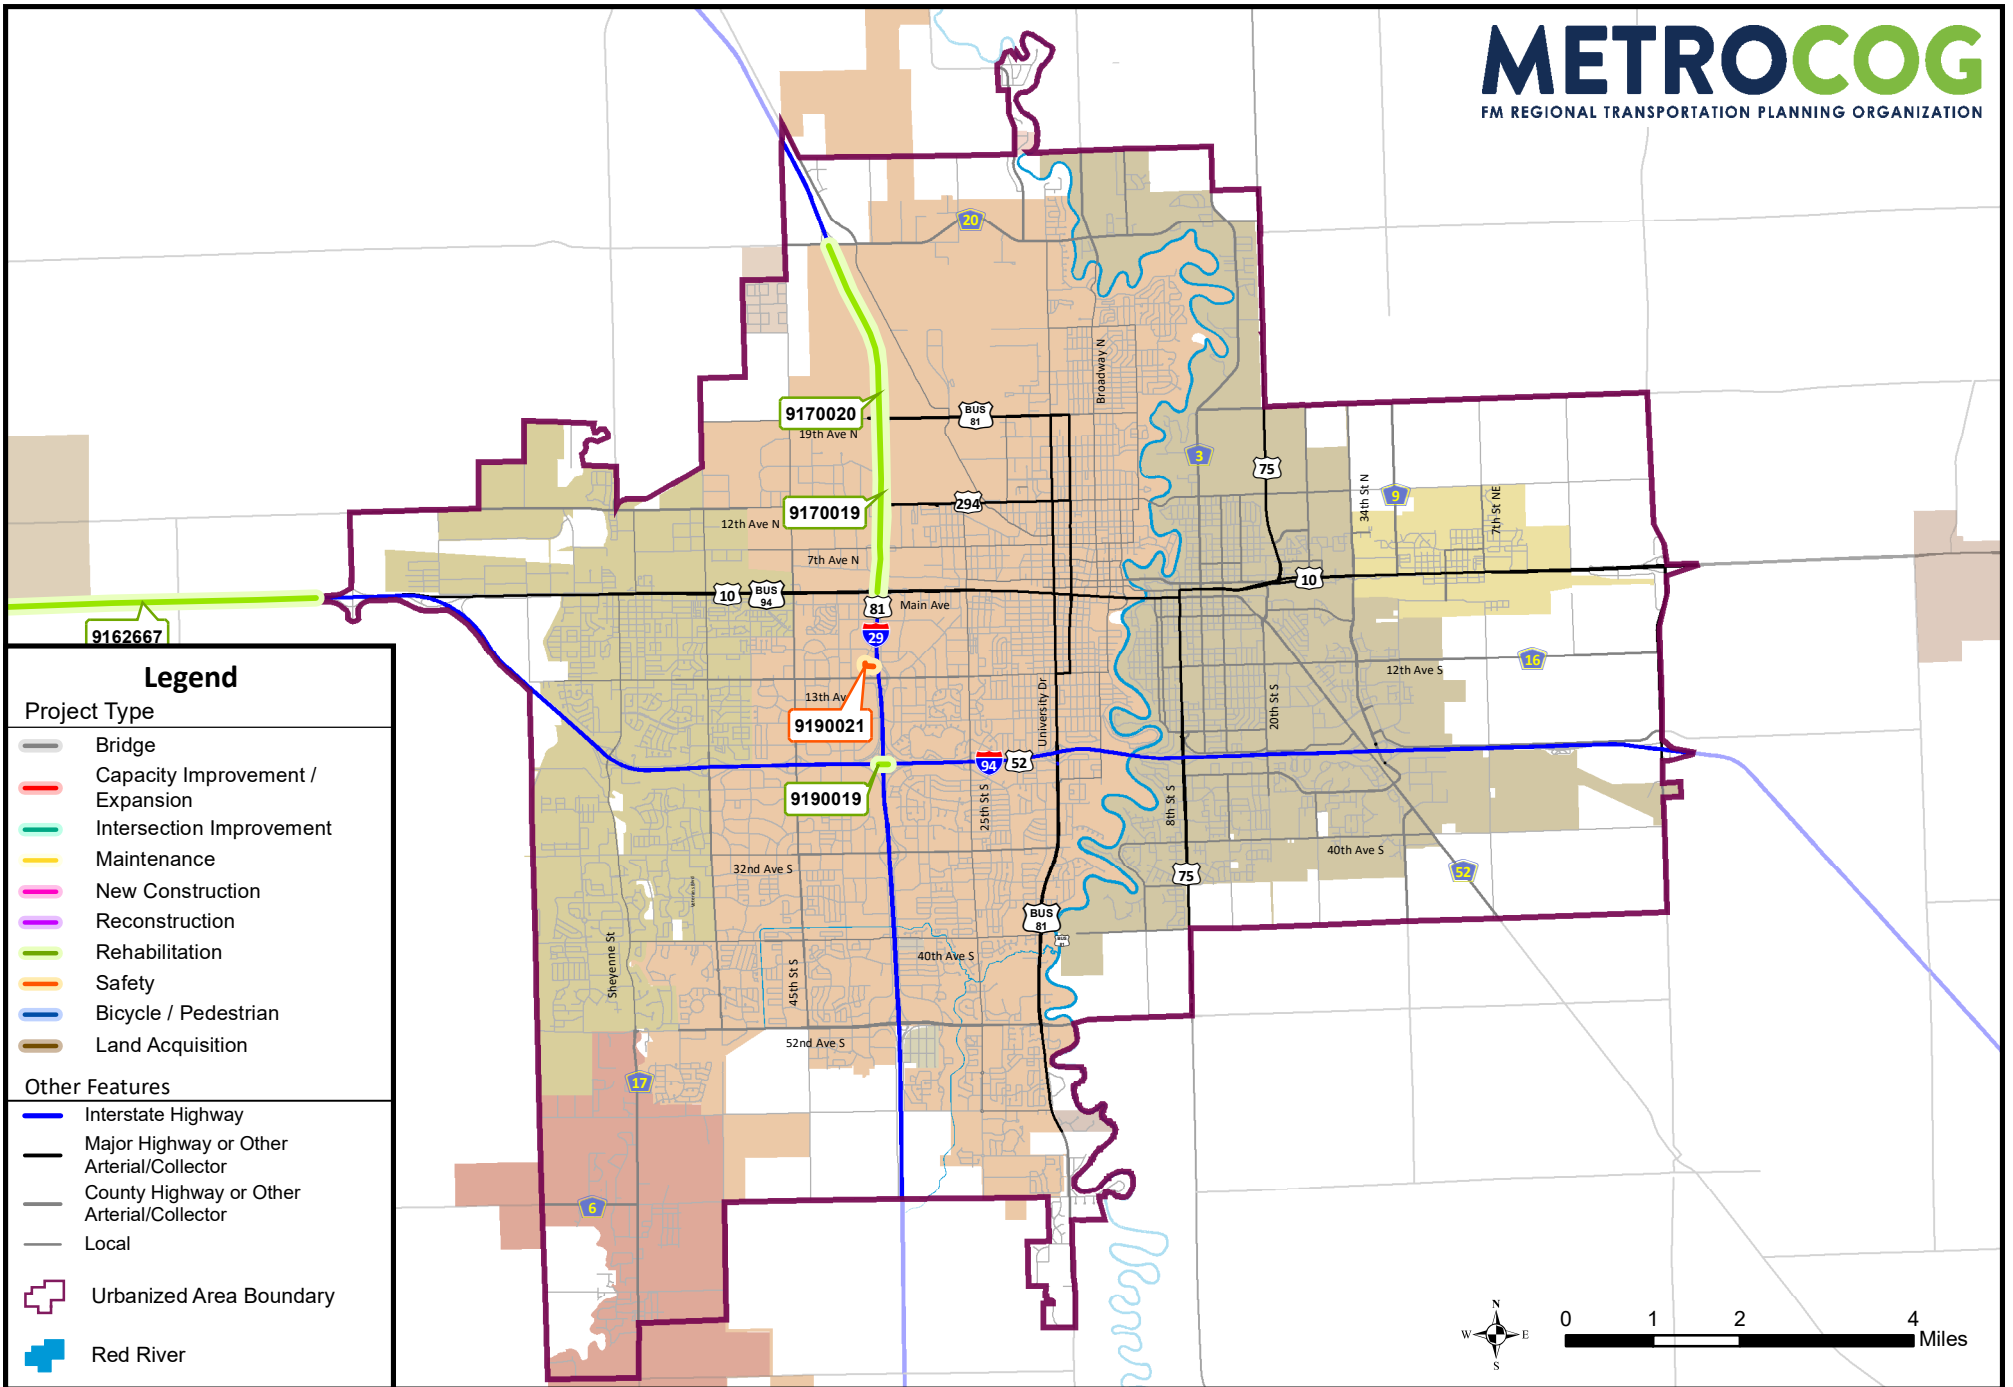 METROCOG
FM REGIONAL TRANSPORTATION PLANNING ORGANIZATION
20
Broadway N
9170020
BUS
81
19th Ave N
3
75
34th St N
9
7th St NE
9170019
294
12th Ave N
7th Ave N
10
BUS
94
81
Main Ave
10
29
9162667
16
12th Ave S
13th Av
20th St S
University Dr
9190021
94
52
9190019
25th St S
8th St S
32nd Ave S
40th Ave S
75
52
BUS
81
Sheyenne St
45th St S
40th Ave S
52nd Ave S
17
6
Legend
Project Type
Bridge
Capacity Improvement /
Expansion
Intersection Improvement
Maintenance
New Construction
Reconstruction
Rehabilitation
Safety
Bicycle / Pedestrian
Land Acquisition
Other Features
Interstate Highway
Major Highway or Other
Arterial/Collector
County Highway or Other
Arterial/Collector
Local
Urbanized Area Boundary
Red River
N
W
E
S
0
1
2
4
Miles